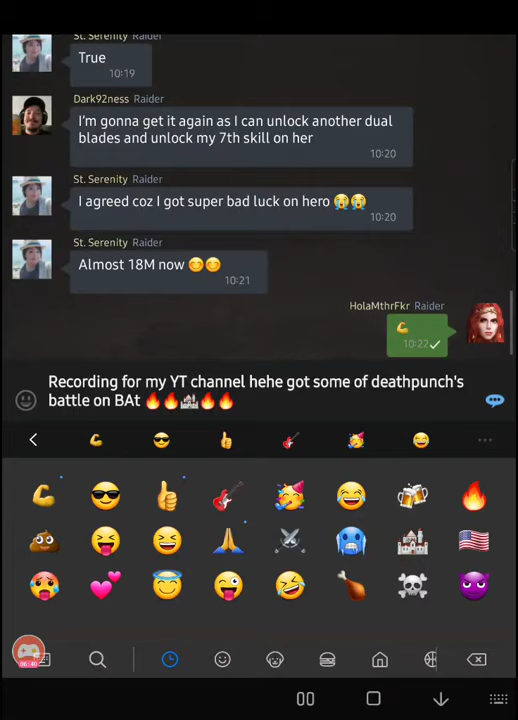 St. Serenity Raider
True
10:19
Dark92ness Raider
I'm gonna get it again as I can unlock another dual
blades and unlock my 7th skill on her
10:20
St. Serenity Raider
I agreed coz I got super bad luck on hero 😭😭
10:20
St. Serenity Raider
Almost 18M now 😊😊
10:21
HolaMthrFkr Raider
💪
10:22
Recording for my YT channel hehe got some of deathpunch's
battle on BAt 🔥🔥🏰🔥🔥
06:40